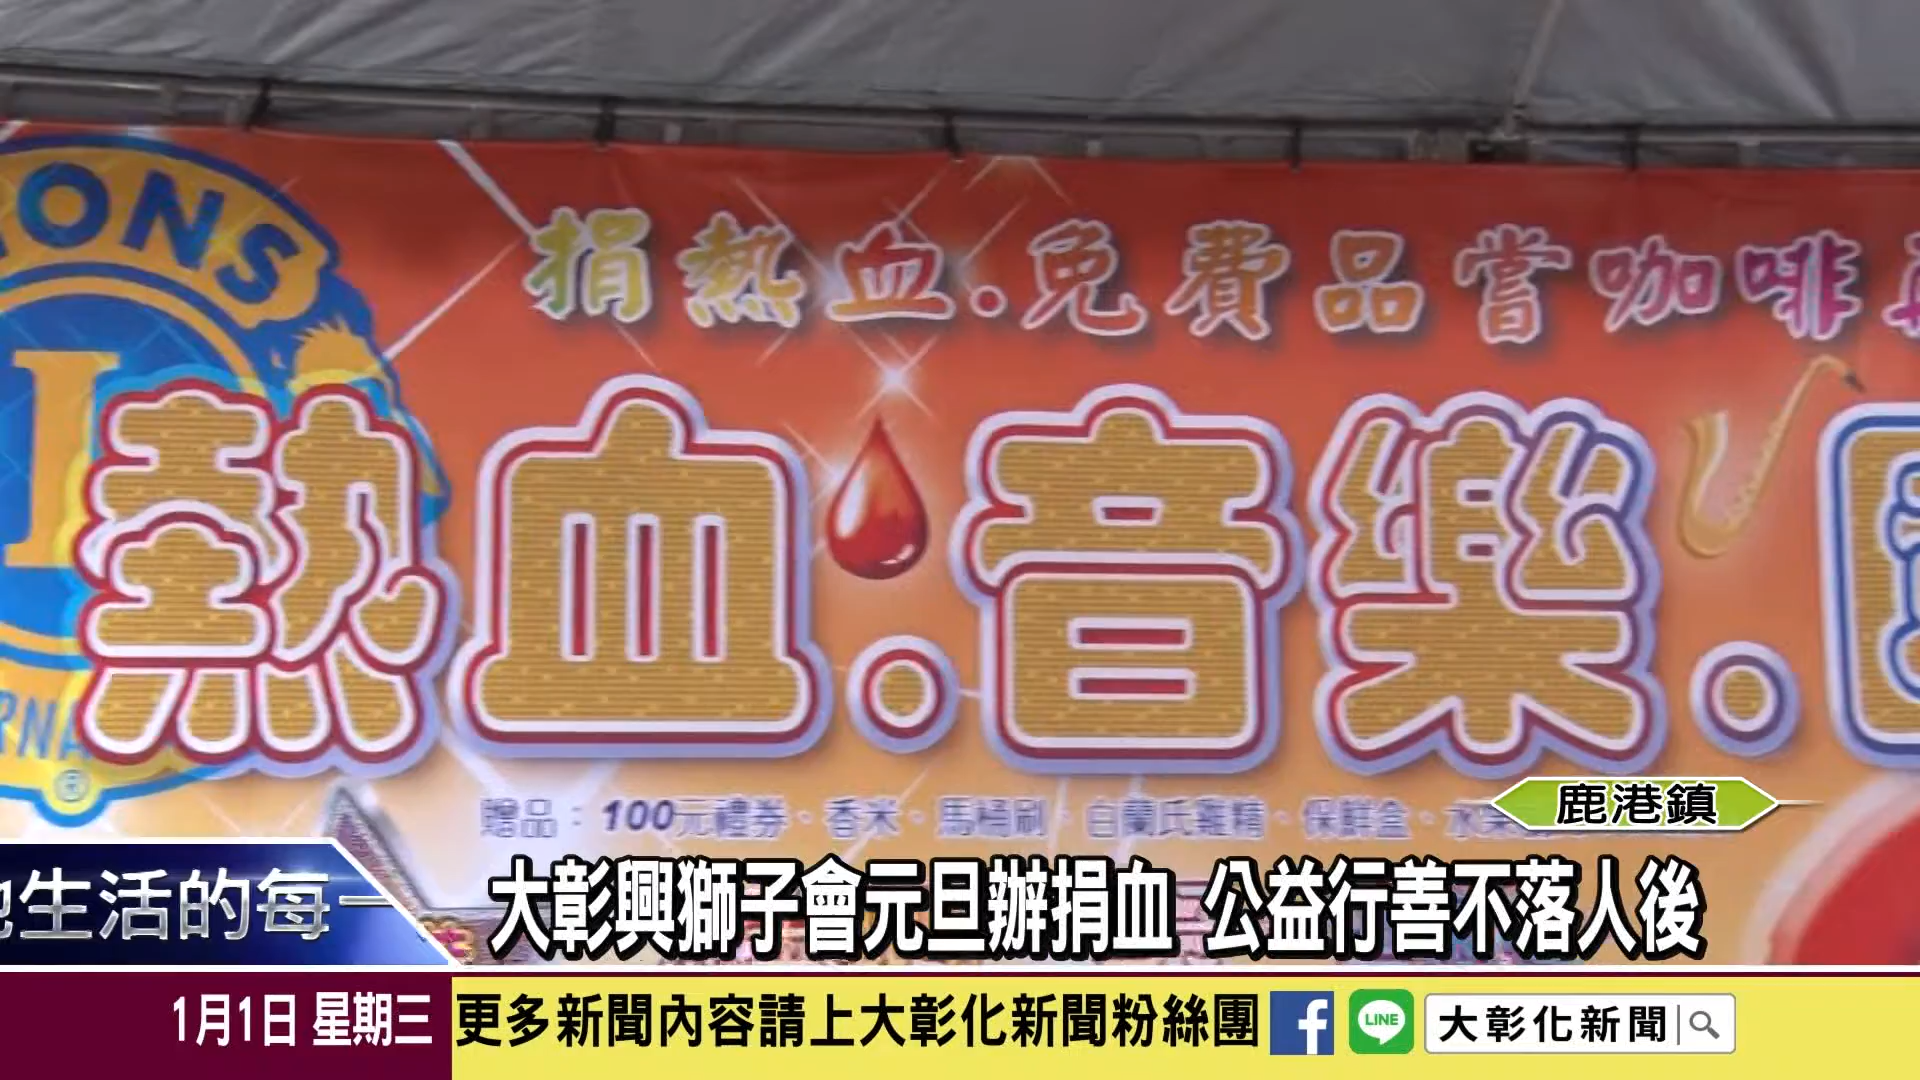 IONS
捐熱血.免費品嘗咖啡
I
熱血.音樂.
®
贈品：100元禮券、香米、馬桶刷、白蘭氏雞精、保鮮盒、水
鹿港鎮
生活的每一
大彰興獅子會元旦辦捐血 公益行善不落人後
1月1日 星期三
更多新聞內容請上大彰化新聞粉絲團
f
LINE
大彰化新聞